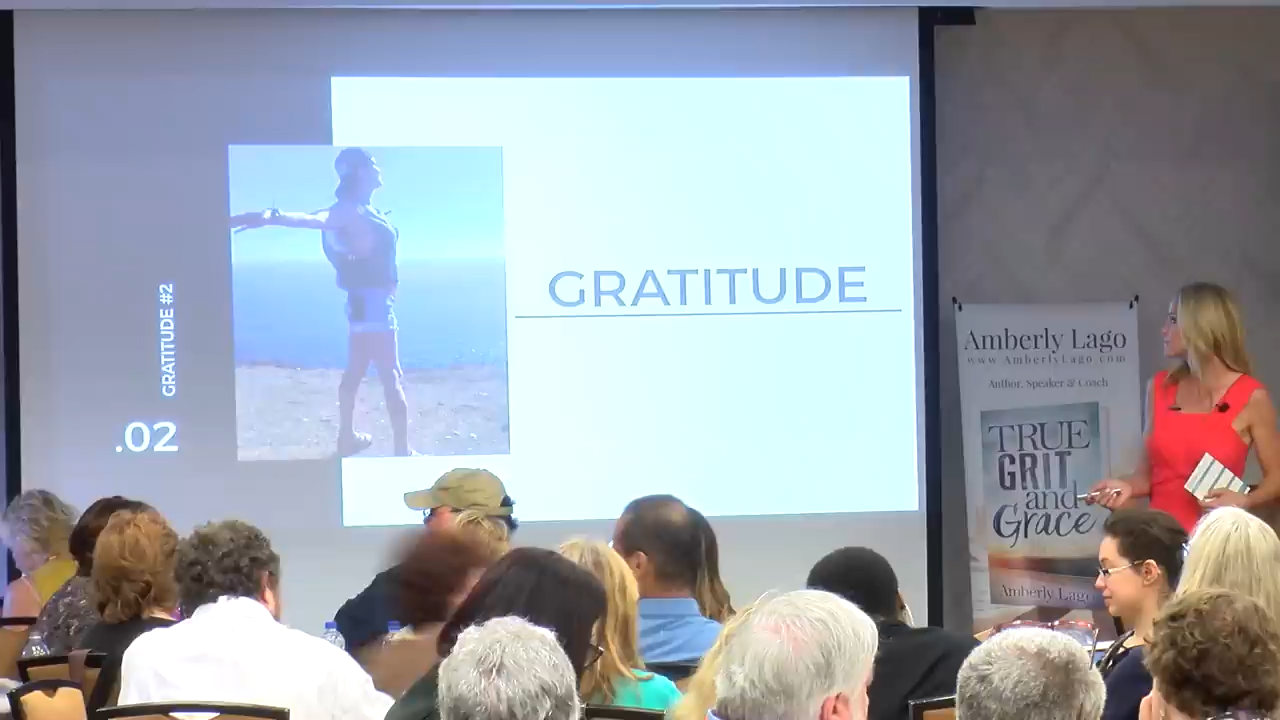 GRATITUDE #2
.02
GRATITUDE
Amberly Lago
www AmberlyLago.com
Author, Speaker & Coach
TRUE
GRIT
and
Grace
Amberly Lago